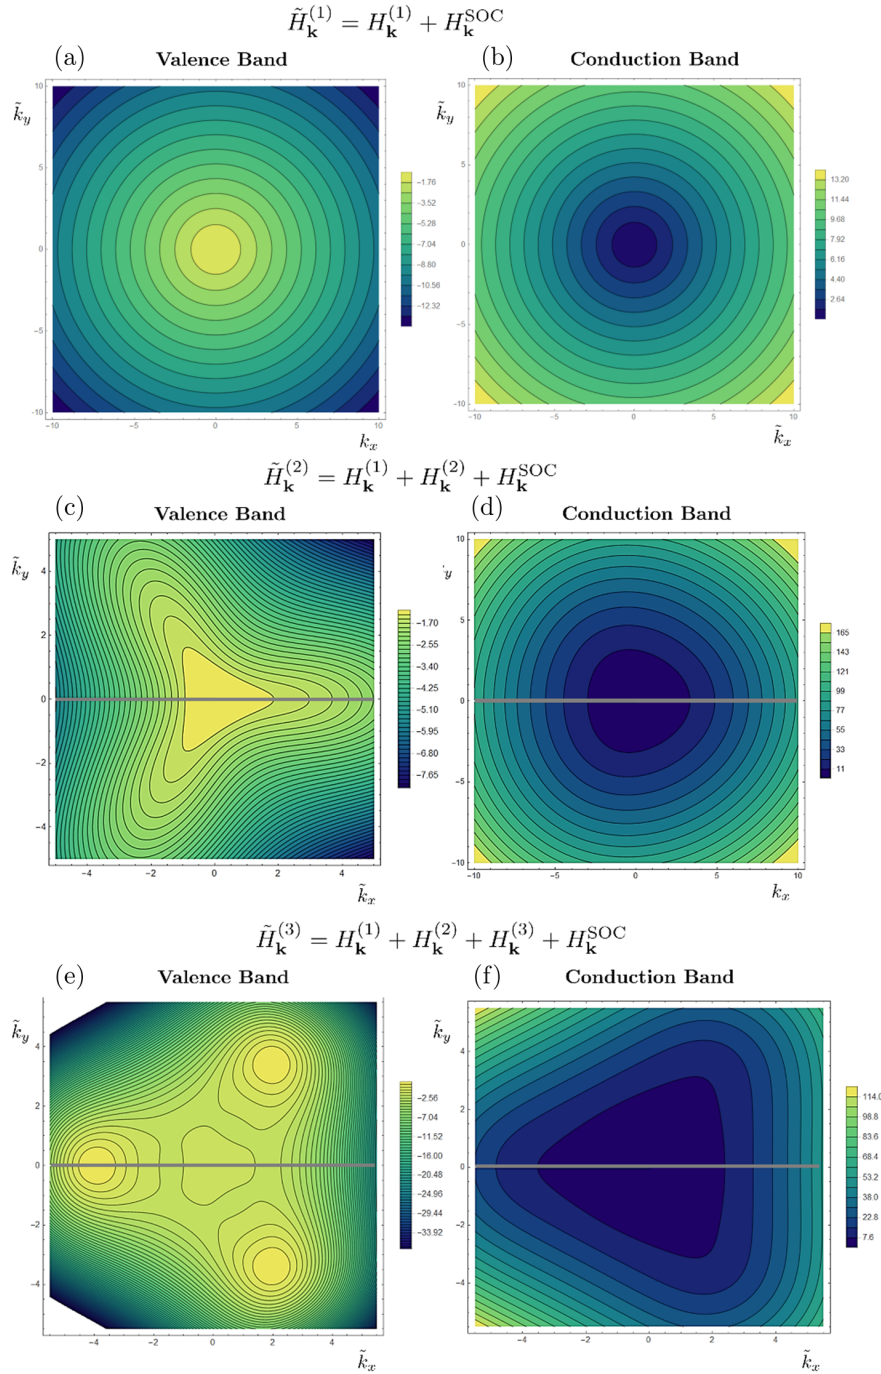 H̃_𝐤^(1) = H_𝐤^(1) + H_𝐤^SOC
(a) Valence Band
(b) Conduction Band
k̃_y
10
5
0
−5
−10
−10 −5 0 5 10
k_x
−1.76
−3.52
−5.28
−7.04
−8.80
−10.56
−12.32
k̃_y
10
5
0
−5
−10
−10 −5 0 5 10
k̃_x
13.20
11.44
9.68
7.92
6.16
4.40
2.64
H̃_𝐤^(2) = H_𝐤^(1) + H_𝐤^(2) + H_𝐤^SOC
(c) Valence Band
(d) Conduction Band
k̃_y
4
2
0
−2
−4
−4 −2 0 2 4
k̃_x
−1.70
−2.55
−3.40
−4.25
−5.10
−5.95
−6.80
−7.65
y
10
5
0
−5
−10
−10 −5 0 5 10
k_x
165
143
121
99
77
55
33
11
H̃_𝐤^(3) = H_𝐤^(1) + H_𝐤^(2) + H_𝐤^(3) + H_𝐤^SOC
(e) Valence Band
(f) Conduction Band
k̃_y
4
2
0
−2
−4
−4 −2 0 2 4
k̃_x
−2.56
−7.04
−11.52
−16.00
−20.48
−24.96
−29.44
−33.92
k̃_y
4
2
0
−2
−4
−4 −2 0 2 4
k̃_x
114.0
98.8
83.6
68.4
53.2
38.0
22.8
7.6